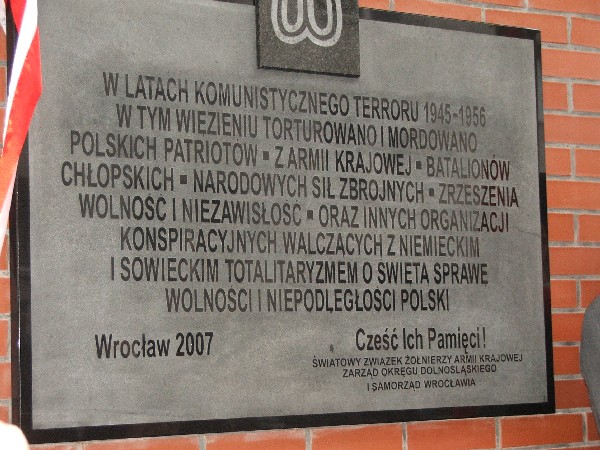 W LATACH KOMUNISTYCZNEGO TERRORU 1945-1956
W TYM WIĘZIENIU TORTUROWANO I MORDOWANO
POLSKICH PATRIOTÓW ▪ Z ARMII KRAJOWEJ ▪ BATALIONÓW
CHŁOPSKICH ▪ NARODOWYCH SIŁ ZBROJNYCH ▪ ZRZESZENIA
WOLNOŚĆ I NIEZAWISŁOŚĆ ▪ ORAZ INNYCH ORGANIZACJI
KONSPIRACYJNYCH WALCZĄCYCH Z NIEMIECKIM
I SOWIECKIM TOTALITARYZMEM O ŚWIĘTĄ SPRAWĘ
WOLNOŚCI I NIEPODLEGŁOŚCI POLSKI
Wrocław 2007
Cześć Ich Pamięci!
ŚWIATOWY ZWIĄZEK ŻOŁNIERZY ARMII KRAJOWEJ
ZARZĄD OKRĘGU DOLNOŚLĄSKIEGO
I SAMORZĄD WROCŁAWIA